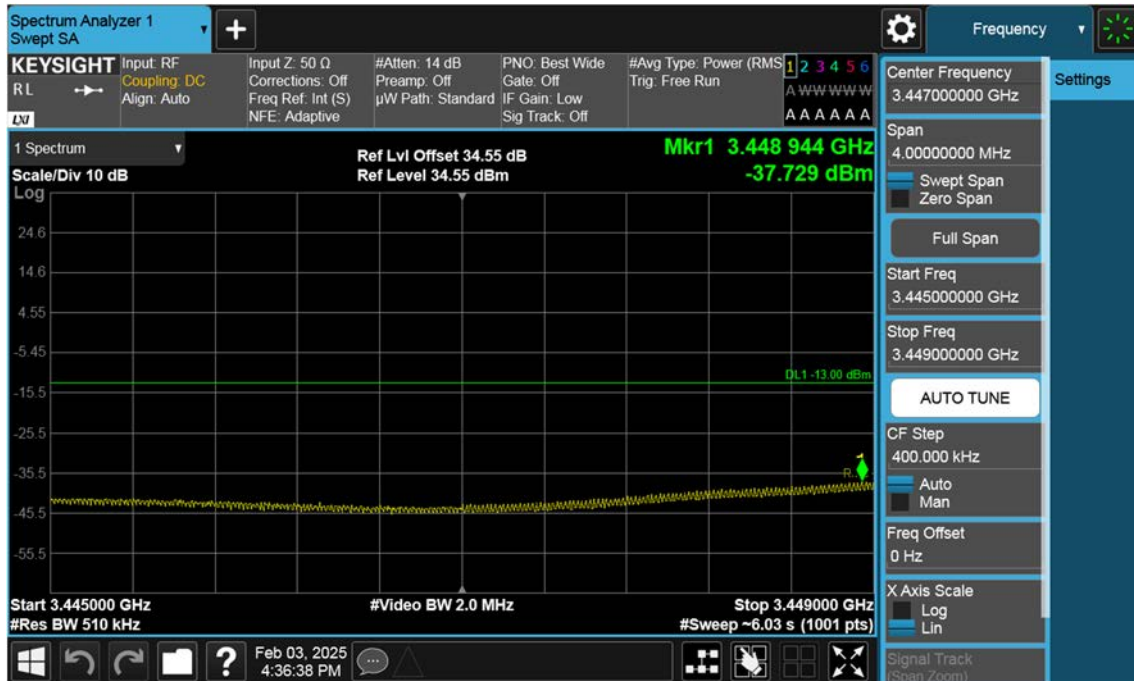 Spectrum Analyzer 1
Swept SA
Frequency
KEYSIGHT
RL
LXI
Input: RF
Coupling: DC
Align: Auto
Input Z: 50 Ω
Corrections: Off
Freq Ref: Int (S)
NFE: Adaptive
#Atten: 14 dB
Preamp: Off
µW Path: Standard
PNO: Best Wide
Gate: Off
IF Gain: Low
Sig Track: Off
#Avg Type: Power (RMS
Trig: Free Run
1 2 3 4 5 6
A W W W W W
A A A A A A
1 Spectrum
Scale/Div 10 dB
Ref Lvl Offset 34.55 dB
Ref Level 34.55 dBm
Mkr1 3.448 944 GHz
-37.729 dBm
Log
24.6
14.6
4.55
-5.45
-15.5
-25.5
-35.5
-45.5
-55.5
DL1 -13.00 dBm
1
R...
Start 3.445000 GHz
#Res BW 510 kHz
#Video BW 2.0 MHz
Stop 3.449000 GHz
#Sweep ~6.03 s (1001 pts)
Center Frequency
3.447000000 GHz
Span
4.00000000 MHz
Swept Span
Zero Span
Full Span
Start Freq
3.445000000 GHz
Stop Freq
3.449000000 GHz
AUTO TUNE
CF Step
400.000 kHz
Auto
Man
Freq Offset
0 Hz
X Axis Scale
Log
Lin
Signal Track
(Span Zoom)
Settings
?
Feb 03, 2025
4:36:38 PM